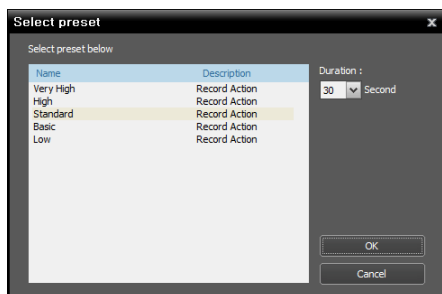 Select preset
x
Select preset below
Name Description
Very High Record Action
High Record Action
Standard Record Action
Basic Record Action
Low Record Action
Duration :
30 Second
OK
Cancel